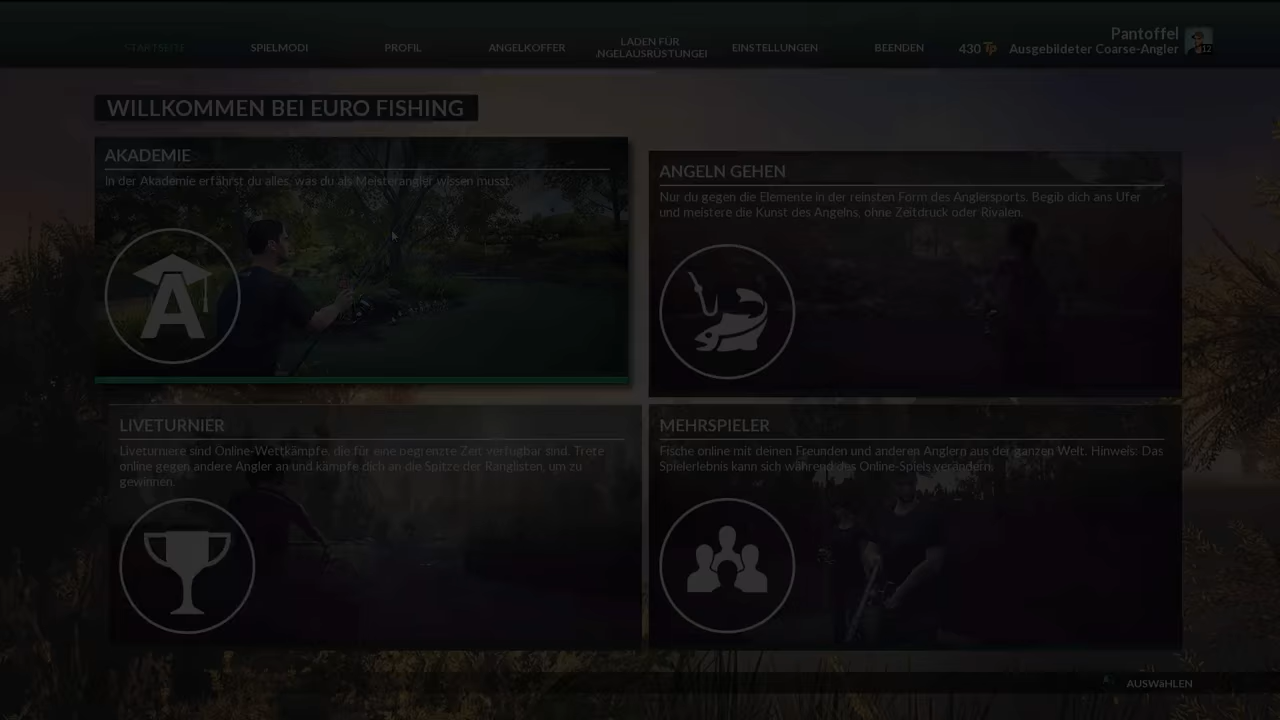 STARTSEITE
SPIELMODI
PROFIL
ANGELKOFFER
LADEN FÜR
NGELAUSRÜSTUNGEI
EINSTELLUNGEN
BEENDEN
430 Tp
Pantoffel
Ausgebildeter Coarse-Angler
12
WILLKOMMEN BEI EURO FISHING
AKADEMIE
In der Akademie erfährst du alles, was du als Meisterangler wissen musst.
ANGELN GEHEN
Nur du gegen die Elemente in der reinsten Form des Anglersports. Begib dich ans Ufer
und meistere die Kunst des Angelns, ohne Zeitdruck oder Rivalen.
LIVETURNIER
Liveturniere sind Online-Wettkämpfe, die für eine begrenzte Zeit verfügbar sind. Trete
online gegen andere Angler an und kämpfe dich an die Spitze der Ranglisten, um zu
gewinnen.
MEHRSPIELER
Fische online mit deinen Freunden und anderen Anglern aus der ganzen Welt. Hinweis: Das
Spielerlebnis kann sich während des Online-Spiels verändern.
AUSWäHLEN